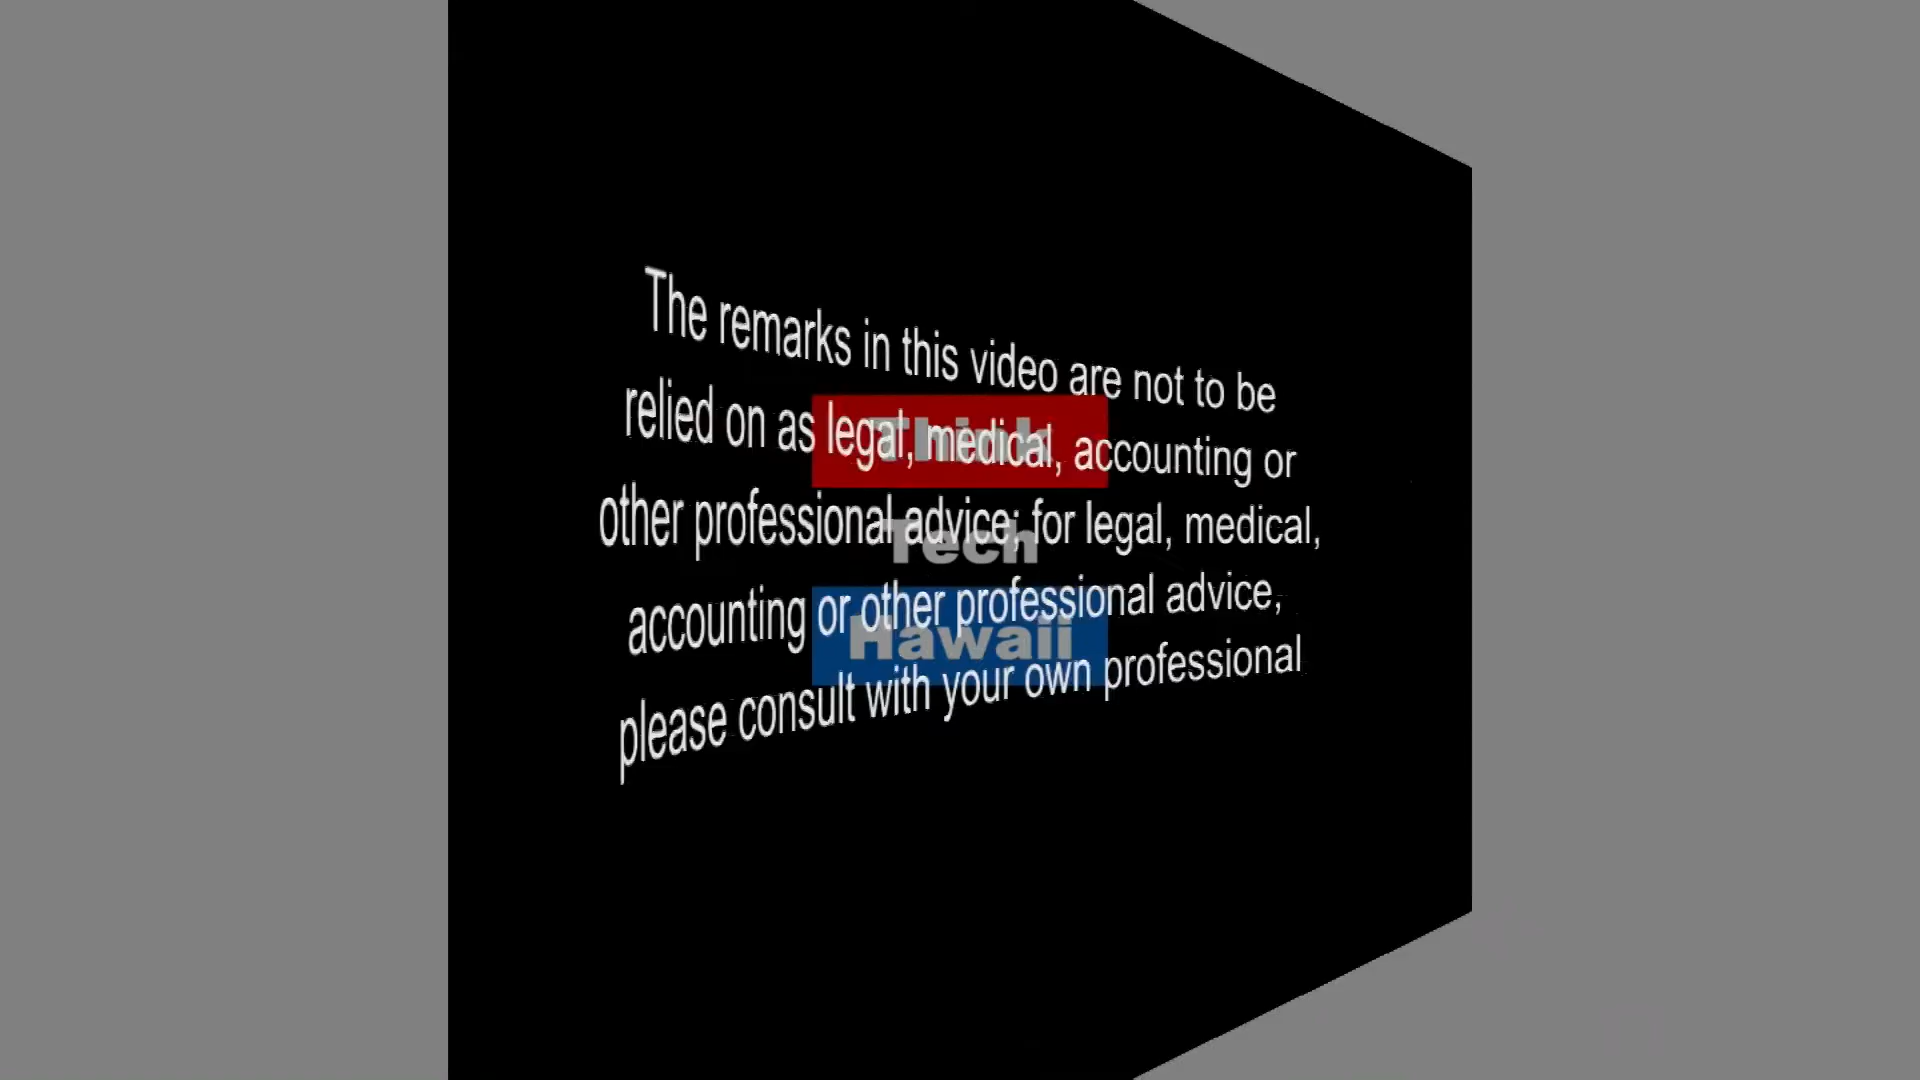 The remarks in this video are not to be
relied on as legal, medical, accounting or
other professional advice; for legal, medical,
accounting or other professional advice,
please consult with your own professional
Think
Tech
Hawaii